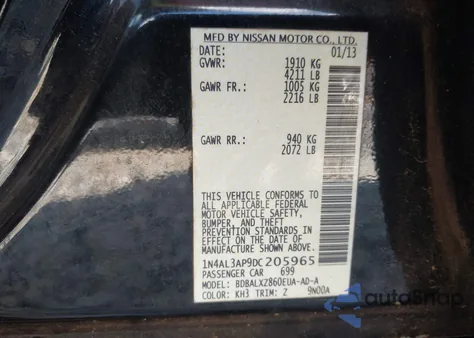 MFD BY NISSAN MOTOR CO., LTD.
DATE: 01/13
GVWR: 1910 KG
4211 LB
GAWR FR.: 1005 KG
2216 LB
GAWR RR.: 940 KG
2072 LB
THIS VEHICLE CONFORMS TO
ALL APPLICABLE FEDERAL
MOTOR VEHICLE SAFETY,
BUMPER, AND THEFT
PREVENTION STANDARDS
IN EFFECT ON THE DATE OF
MANUFACTURE SHOWN ABOVE.
1N4AL3AP9DC205965
PASSENGER CAR 699
MODEL: BDBALXZ860EUA-AD-A
COLOR: KH3 TRIM: Z 9N00A
AutoSnap